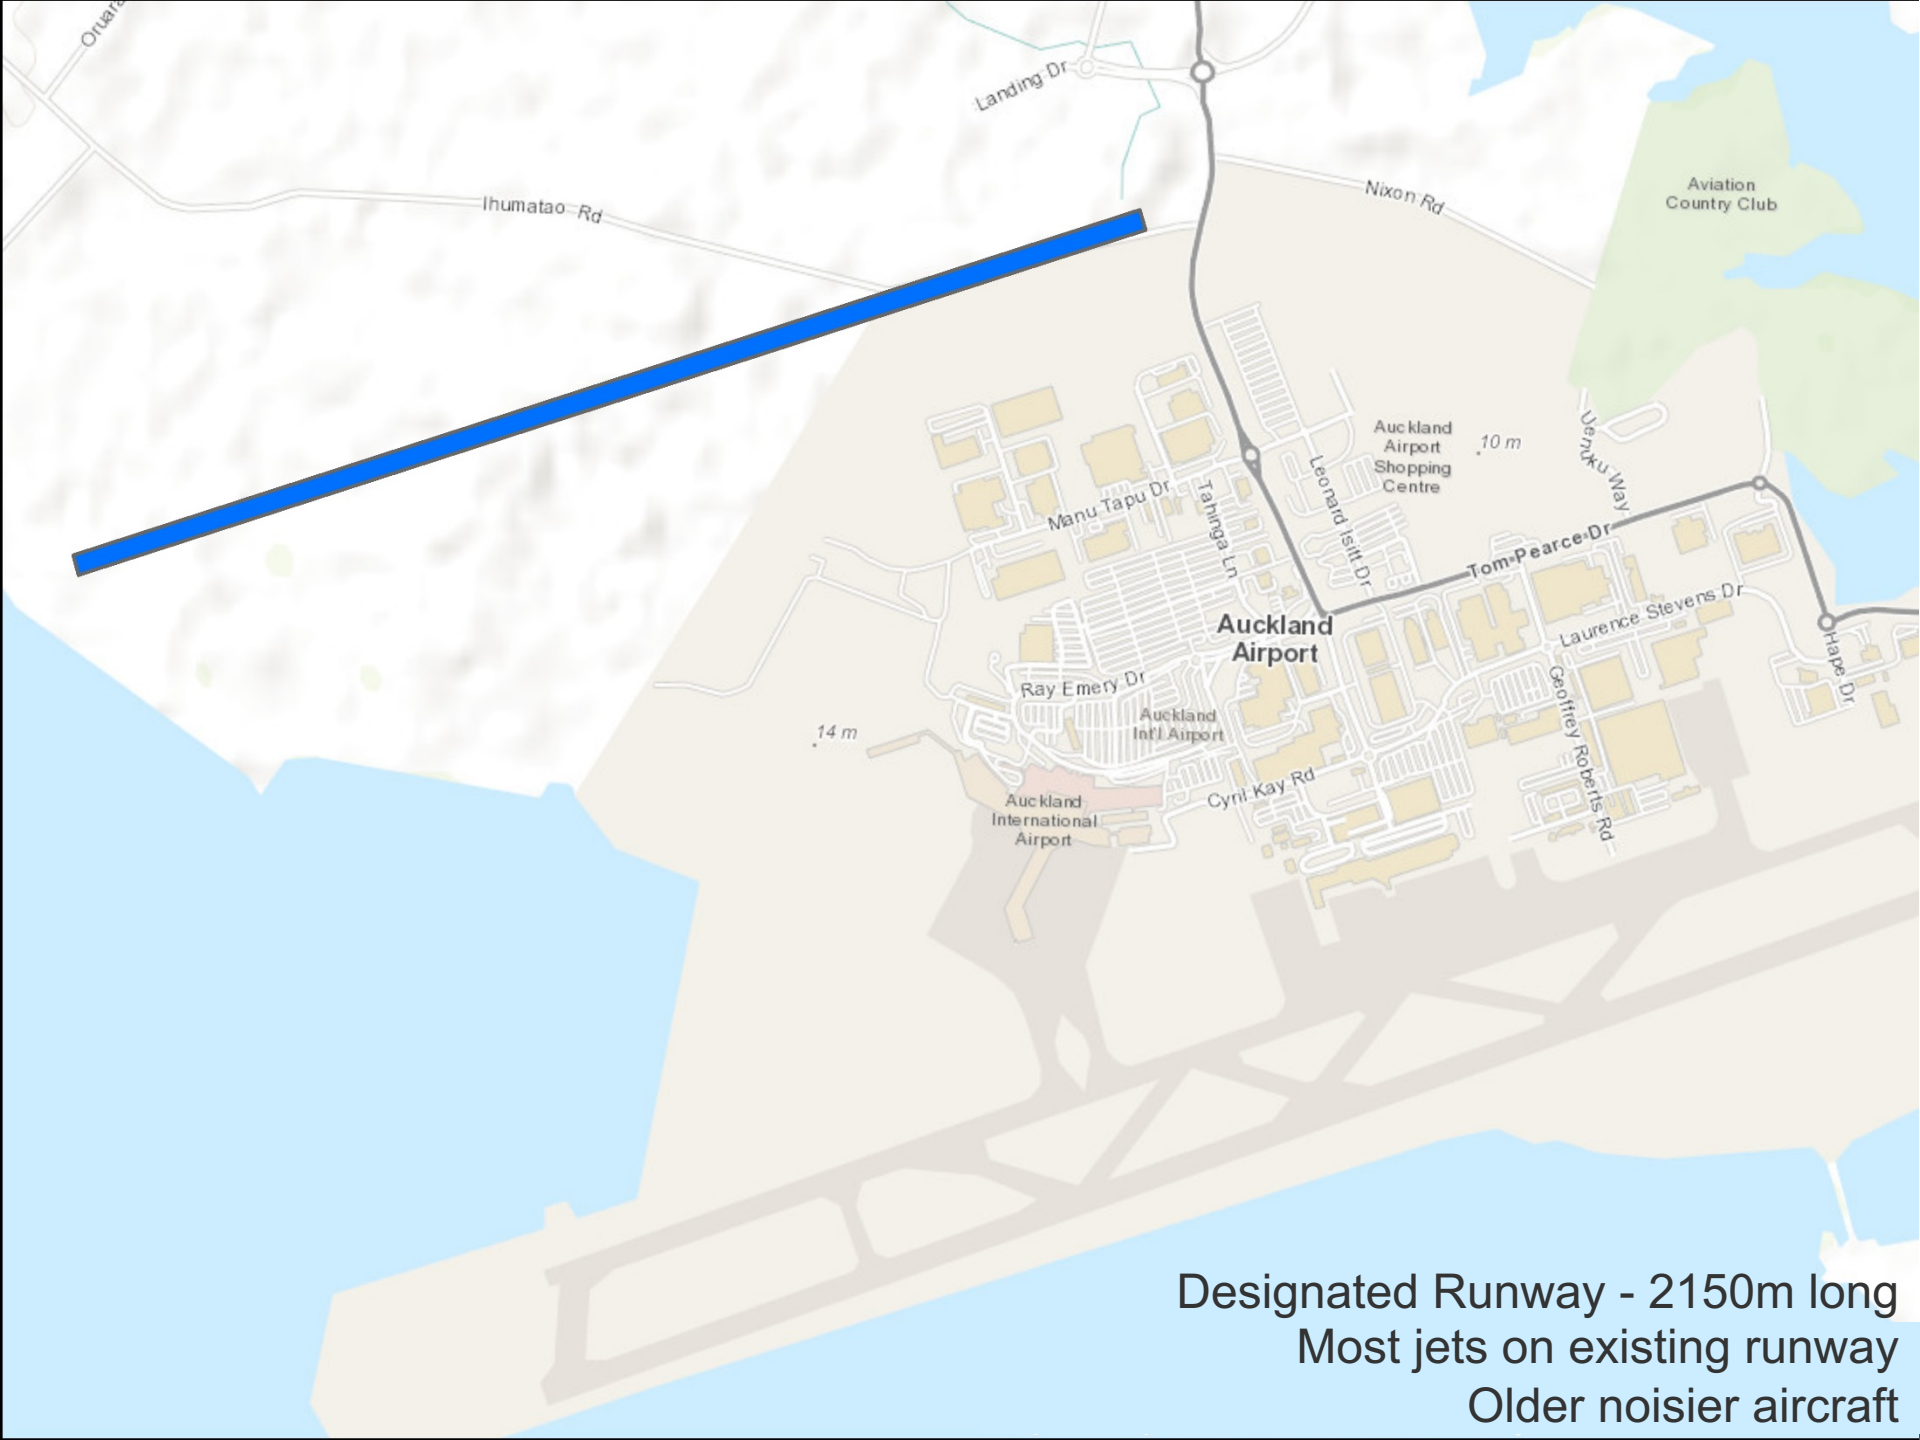 Oruara
Landing Dr
Ihumatao Rd
Nixon Rd
Aviation
Country Club
Auckland
Airport
Shopping
Centre
10 m
Uenuku Way
Manu Tapu Dr
Tahinga Ln
Leonard Isitt Dr
Tom Pearce Dr
Laurence Stevens Dr
Auckland
Airport
Hape Dr
Ray Emery Dr
Geoffrey Roberts Rd
Auckland
Int'l Airport
14 m
Cyril Kay Rd
Auckland
International
Airport
Designated Runway - 2150m long
Most jets on existing runway
Older noisier aircraft